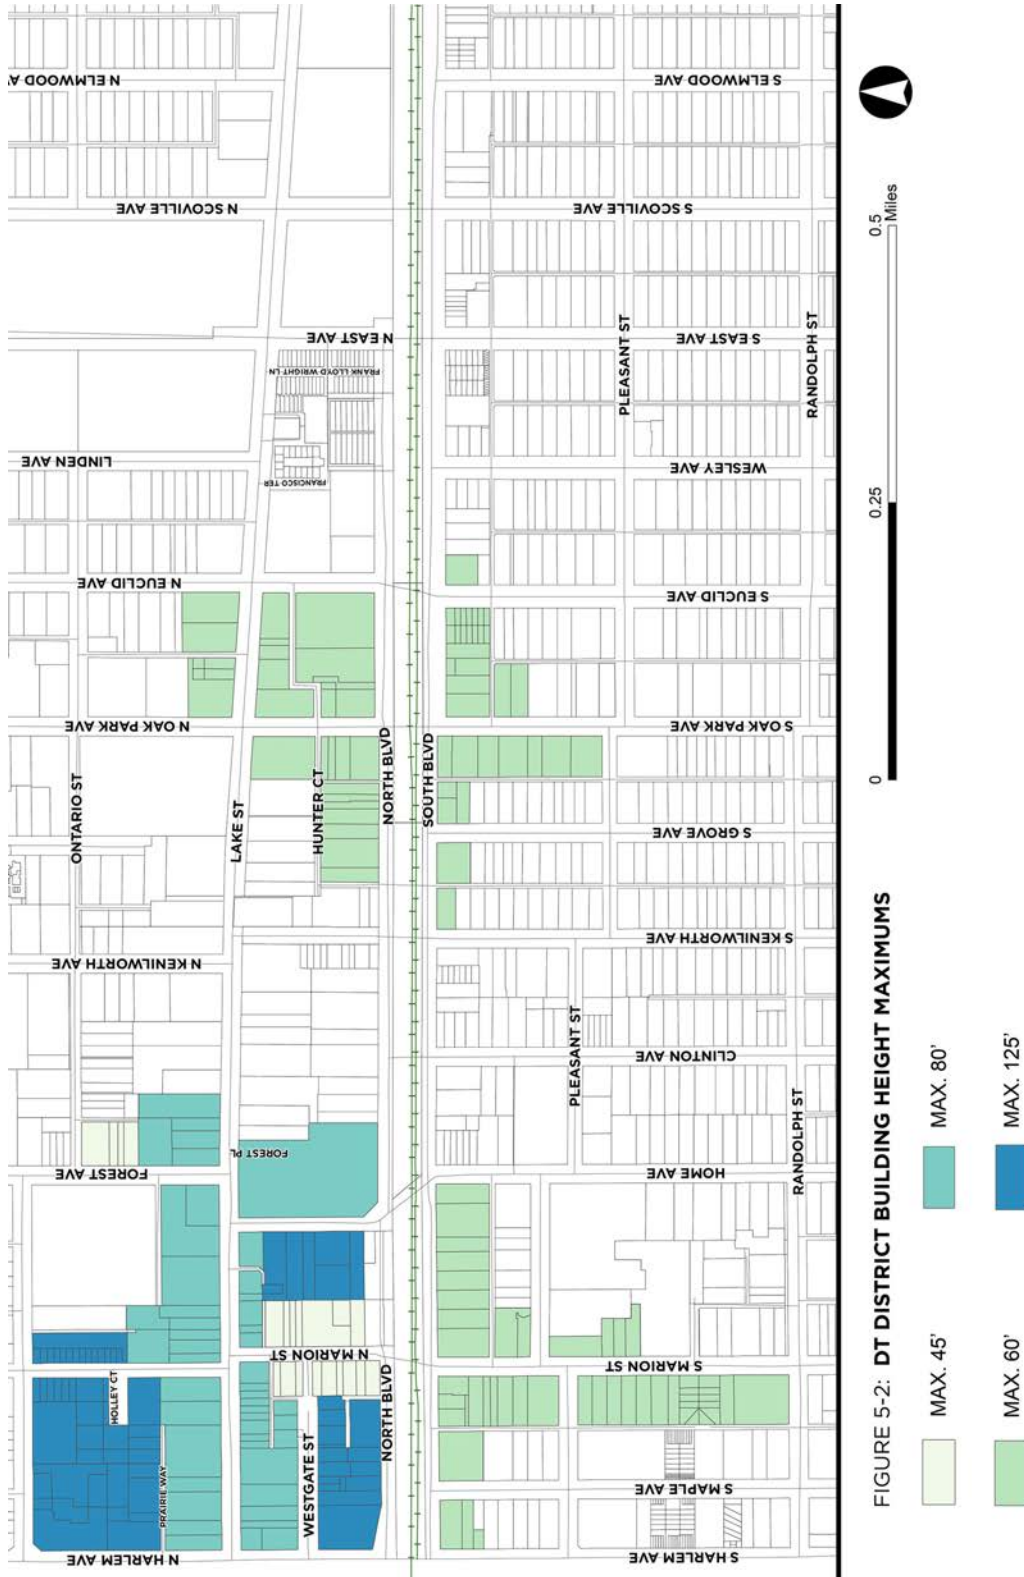 N HARLEM AVE
FOREST AVE
N KENILWORTH AVE
N OAK PARK AVE
N EUCLID AVE
LINDEN AVE
N SCOVILLE AVE
N ELMWOOD AVE
ONTARIO ST
HOLLEY CT
PRAIRIE WAY
LAKE ST
FOREST PL
N MARION ST
WESTGATE ST
HUNTER CT
FRANCISCO TER
FRANK LLOYD WRIGHT LN
N EAST AVE
NORTH BLVD
NORTH BLVD
SOUTH BLVD
PLEASANT ST
PLEASANT ST
S HARLEM AVE
S MAPLE AVE
S MARION ST
HOME AVE
CLINTON AVE
S KENILWORTH AVE
S GROVE AVE
S OAK PARK AVE
S EUCLID AVE
WESLEY AVE
S EAST AVE
S SCOVILLE AVE
S ELMWOOD AVE
RANDOLPH ST
RANDOLPH ST
FIGURE 5-2: DT DISTRICT BUILDING HEIGHT MAXIMUMS
0 0.25 0.5
Miles
MAX. 45' MAX. 80'
MAX. 60' MAX. 125'